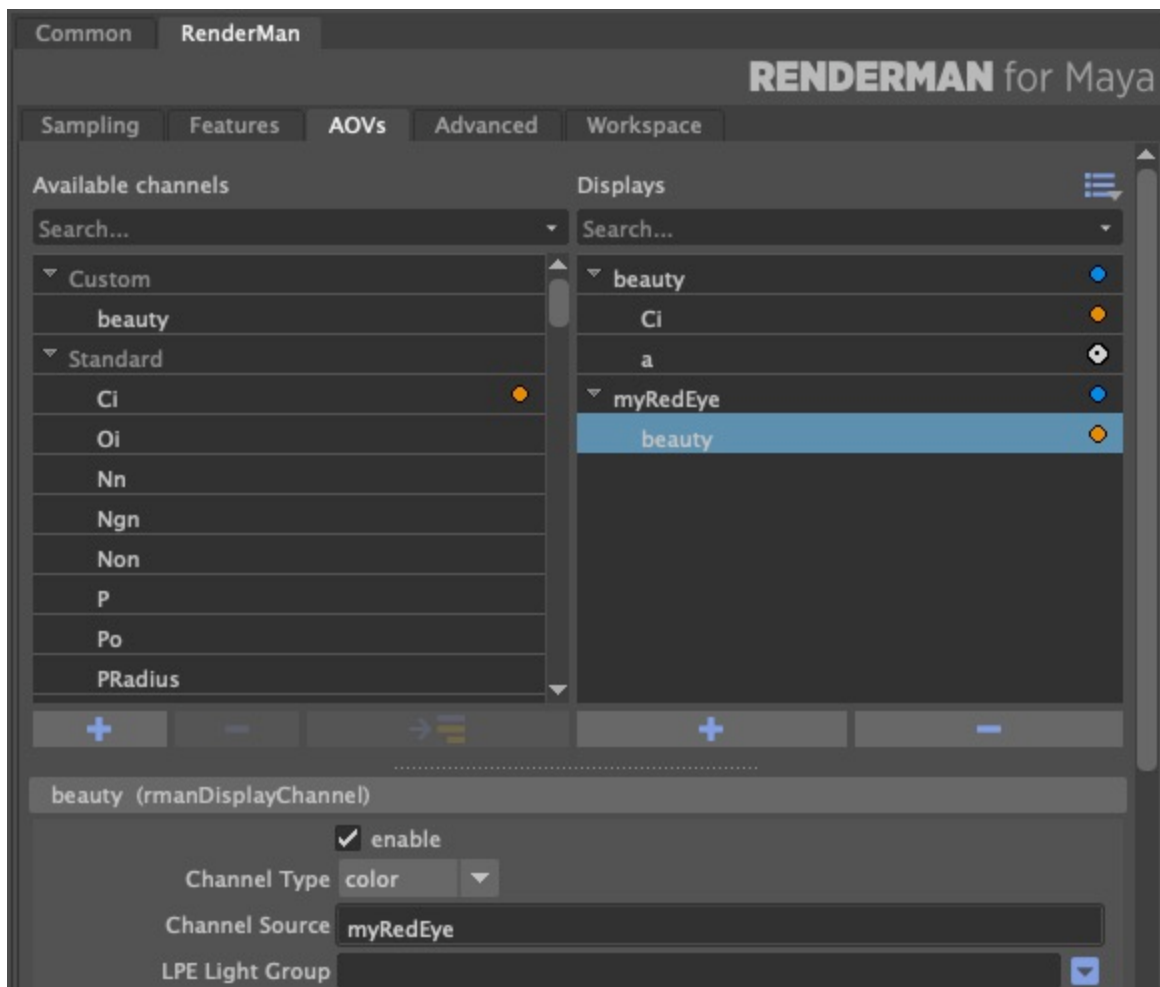 Common RenderMan
RENDERMAN for Maya
Sampling Features AOVs Advanced Workspace
Available channels
Search...
Custom
beauty
Standard
Ci
Oi
Nn
Ngn
Non
P
Po
PRadius
Displays
Search...
beauty
Ci
a
myRedEye
beauty
beauty (rmanDisplayChannel)
enable
Channel Type color
Channel Source myRedEye
LPE Light Group